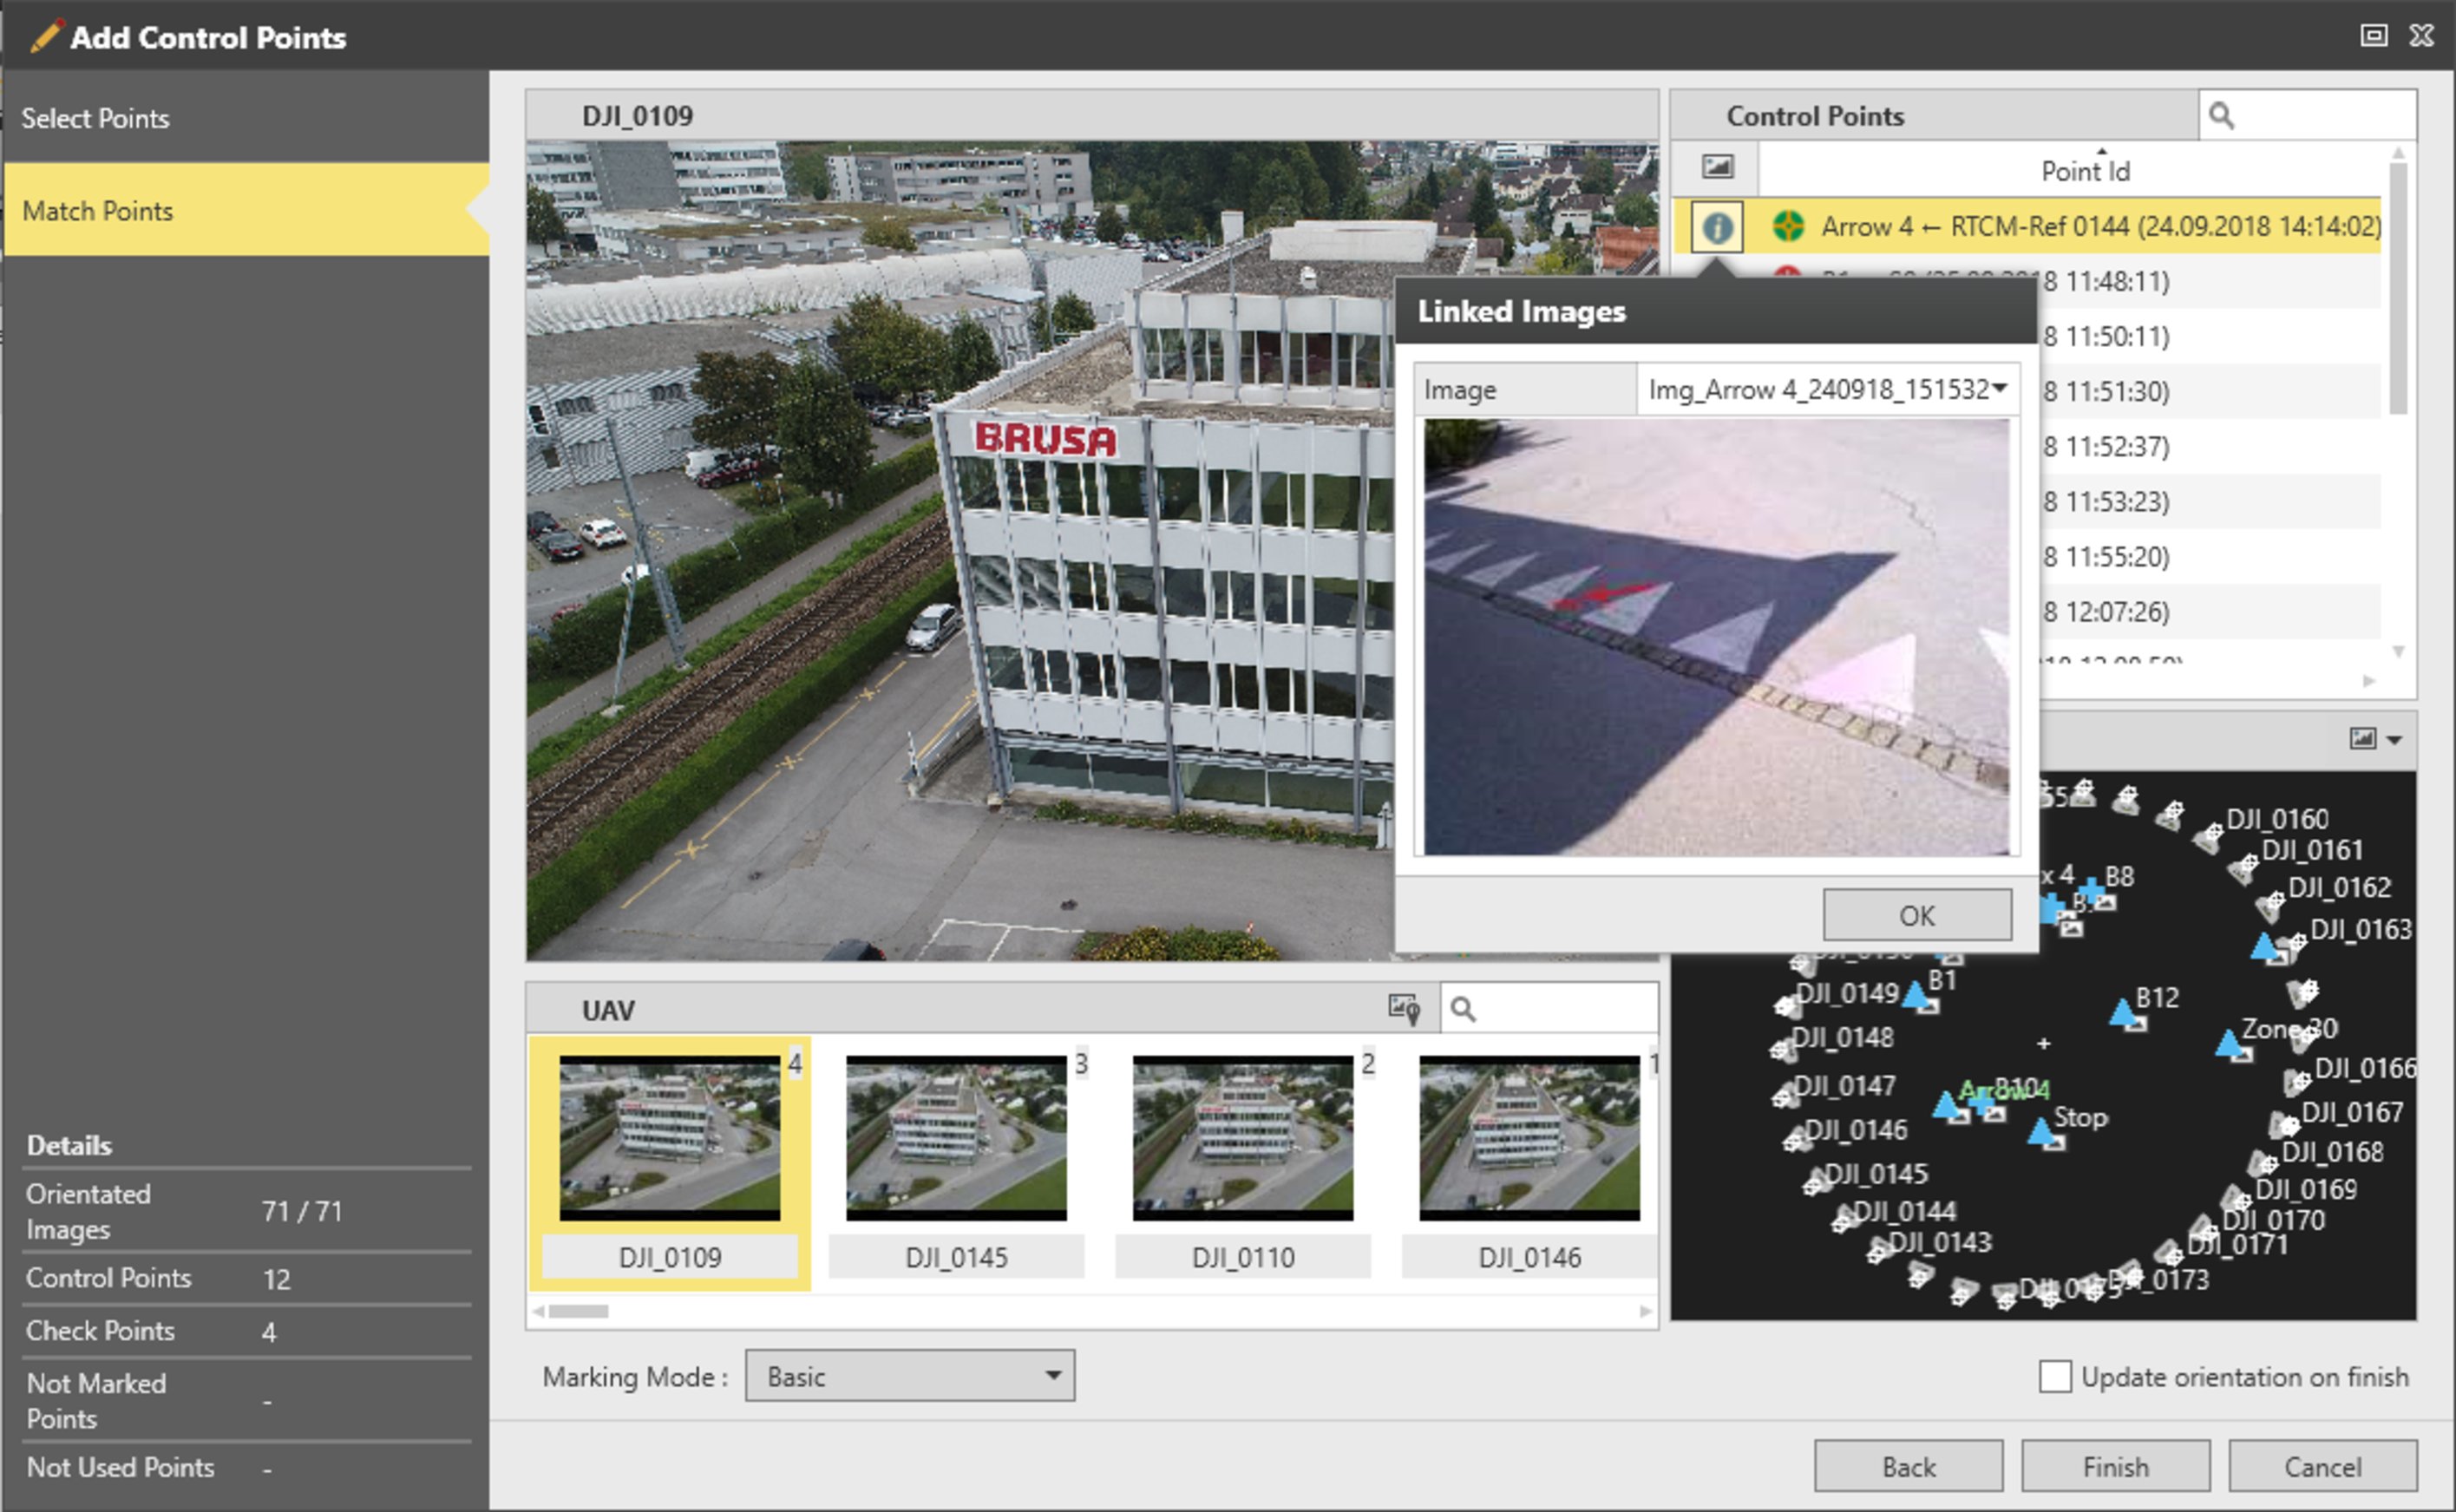 Add Control Points
Select Points
Match Points
DJI_0109
BRUSA
Control Points
Point Id
Arrow 4 ← RTCM-Ref 0144 (24.09.2018 14:14:02)
8 11:48:11)
8 11:50:11)
8 11:51:30)
8 11:52:37)
8 11:53:23)
8 11:55:20)
8 12:07:26)
Linked Images
Image
Img_Arrow 4_240918_151532
OK
DJI_0160
DJI_0161
DJI_0162
DJI_0163
x 4
B8
DJI_0149
B1
B12
DJI_0148
Zone 30
DJI_0147
Arrow 4
B10
DJI_0166
DJI_0146
Stop
DJI_0167
DJI_0145
DJI_0168
DJI_0144
DJI_0169
DJI_0170
DJI_0143
DJI_0171
DJI_0173
UAV
4
3
2
1
DJI_0109
DJI_0145
DJI_0110
DJI_0146
Details
Orientated
Images
71 / 71
Control Points
12
Check Points
4
Not Marked
Points
-
Not Used Points
-
Marking Mode :
Basic
Update orientation on finish
Back
Finish
Cancel